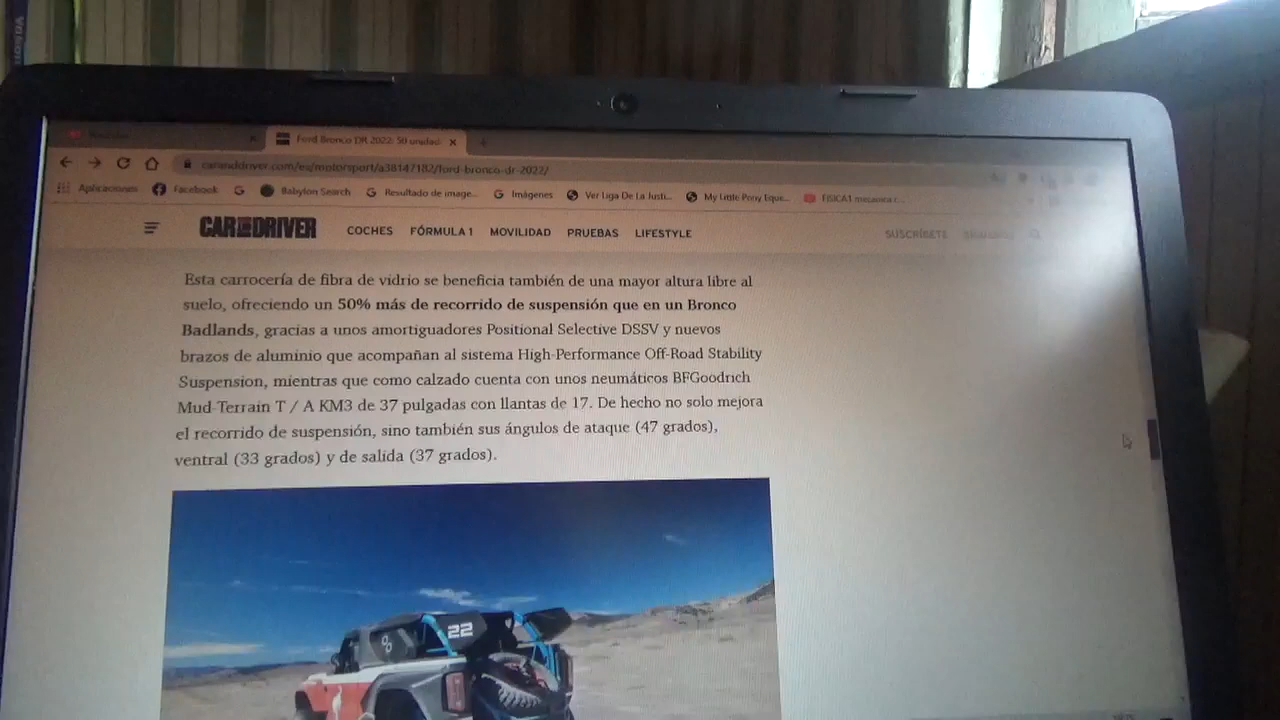 Ford Bronco DR 2022: 50 unidad
caranddriver.com/es/motorsport/a38147182/ford-bronco-dr-2022/
Aplicaciones Facebook G Babylon Search Resultado de image... Imágenes Ver Liga De La Justi... My Little Pony Eque... FÍSICA1 mecanica c...
CAR AND DRIVER COCHES FÓRMULA 1 MOVILIDAD PRUEBAS LIFESTYLE SUSCRÍBETE
Esta carrocería de fibra de vidrio se beneficia también de una mayor altura libre al
suelo, ofreciendo un 50% más de recorrido de suspensión que en un Bronco
Badlands, gracias a unos amortiguadores Positional Selective DSSV y nuevos
brazos de aluminio que acompañan al sistema High-Performance Off-Road Stability
Suspension, mientras que como calzado cuenta con unos neumáticos BFGoodrich
Mud-Terrain T / A KM3 de 37 pulgadas con llantas de 17. De hecho no solo mejora
el recorrido de suspensión, sino también sus ángulos de ataque (47 grados),
ventral (33 grados) y de salida (37 grados).
22